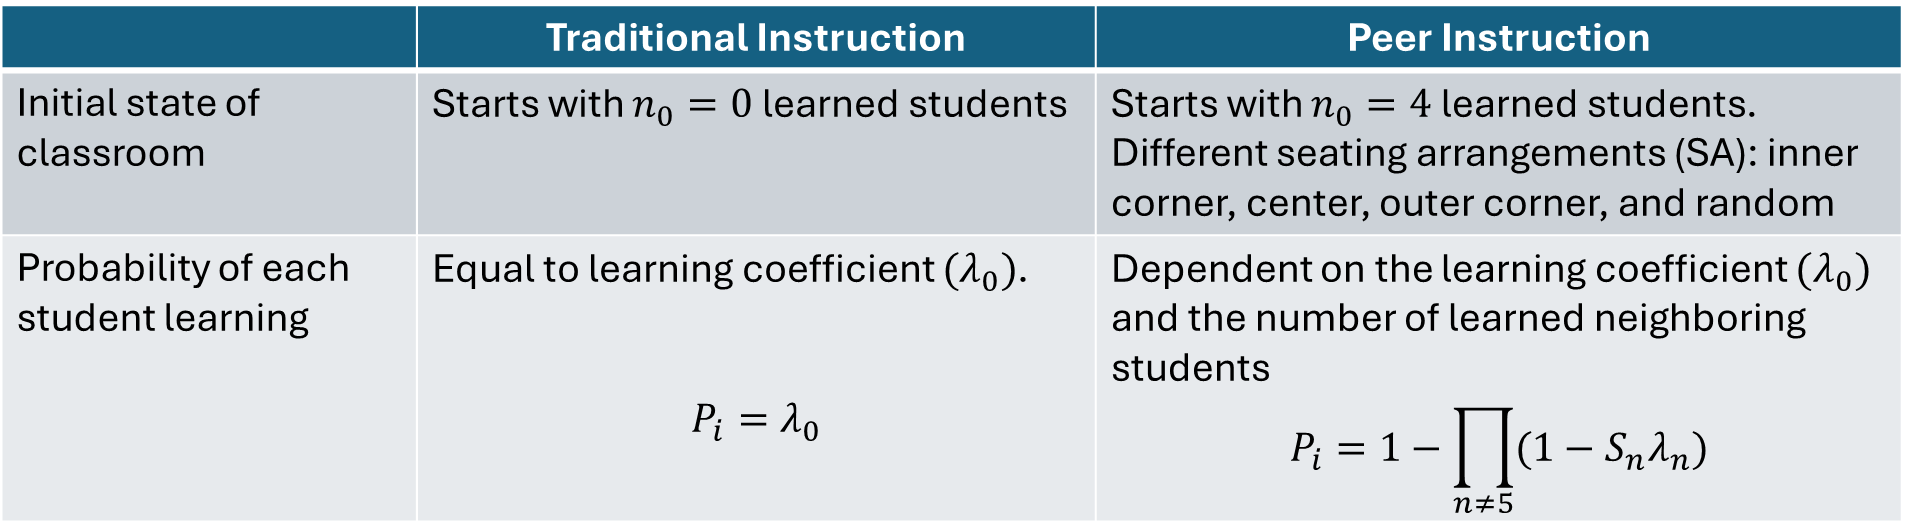 Traditional Instruction
Peer Instruction
Initial state of
classroom
Starts with n₀ = 0 learned students
Starts with n₀ = 4 learned students.
Different seating arrangements (SA): inner
corner, center, outer corner, and random
Probability of each
student learning
Equal to learning coefficient (λ₀).
Pᵢ = λ₀
Dependent on the learning coefficient (λ₀)
and the number of learned neighboring
students
Pᵢ = 1 − ∏(1 − Sₙλₙ)
n≠5